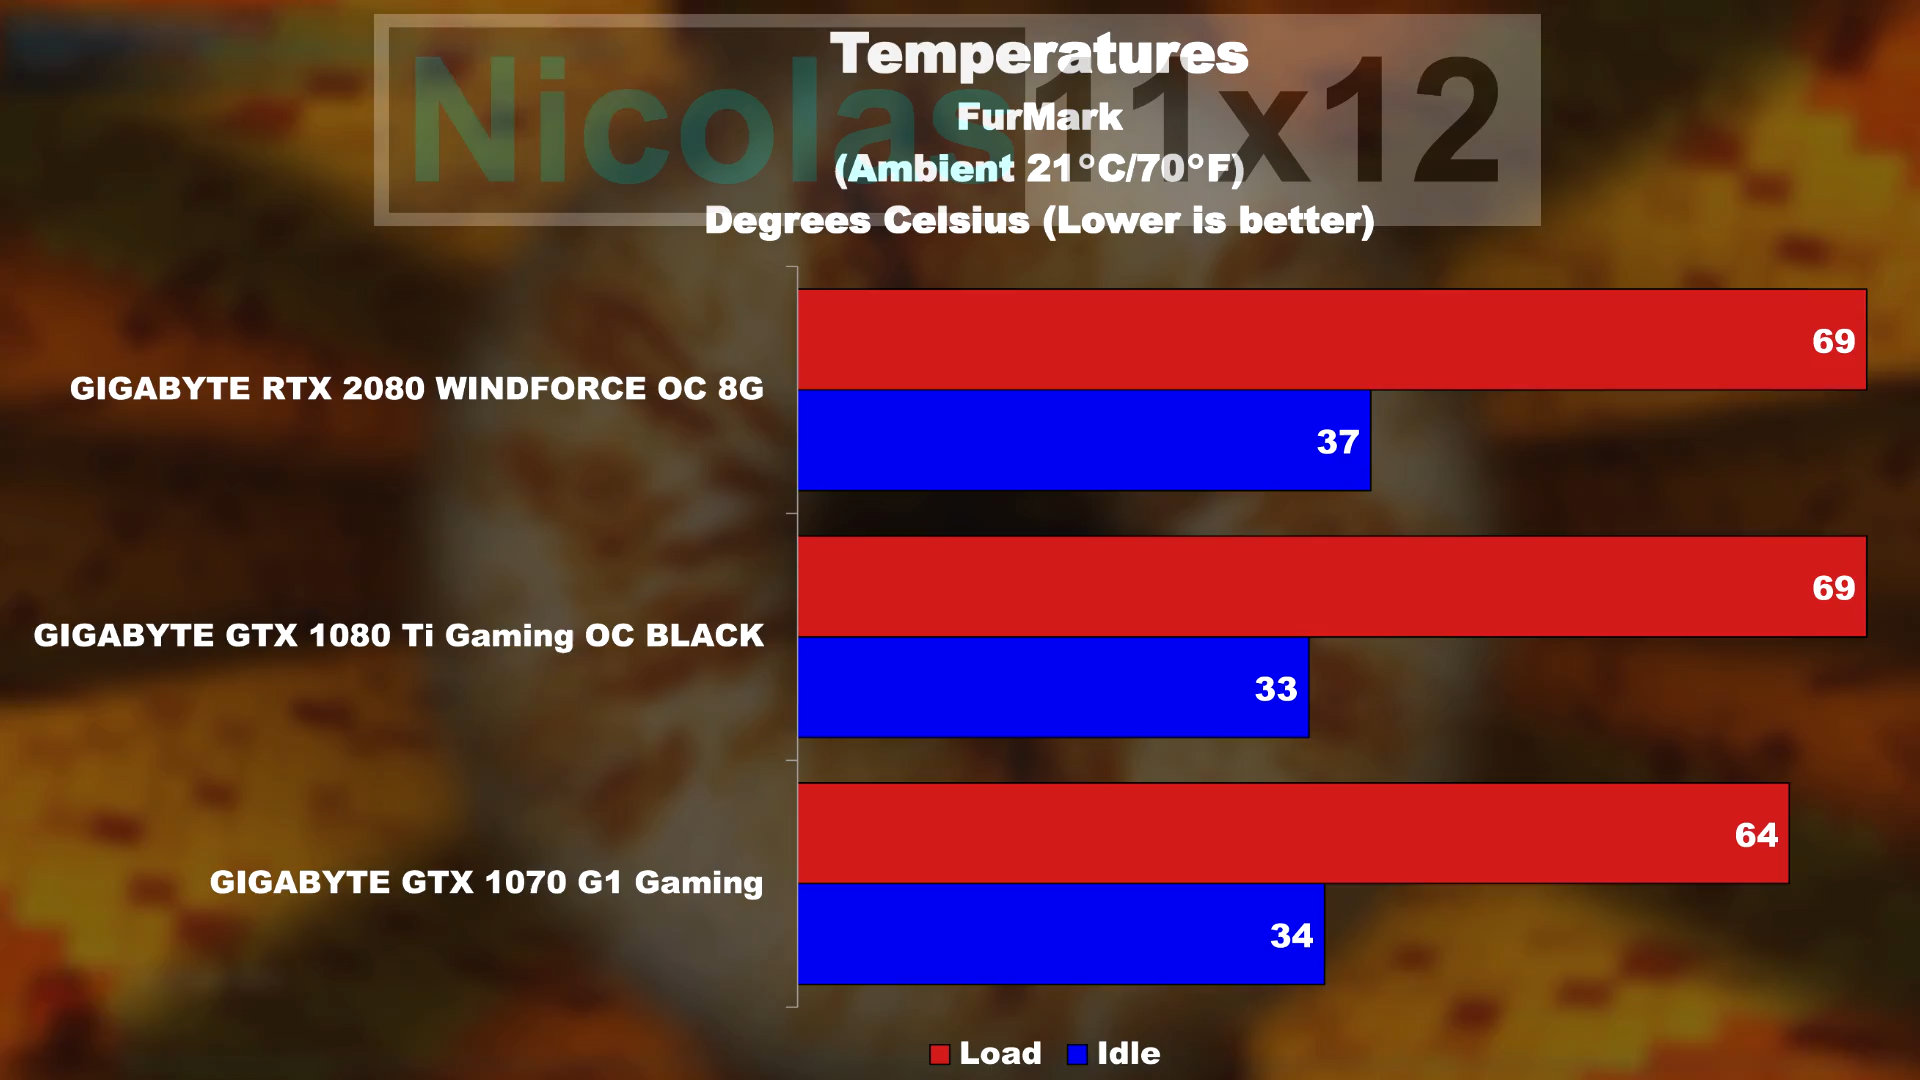 Nicolas11x12
Temperatures
FurMark
(Ambient 21°C/70°F)
Degrees Celsius (Lower is better)
69
GIGABYTE RTX 2080 WINDFORCE OC 8G
37
69
GIGABYTE GTX 1080 Ti Gaming OC BLACK
33
64
GIGABYTE GTX 1070 G1 Gaming
34
Load Idle